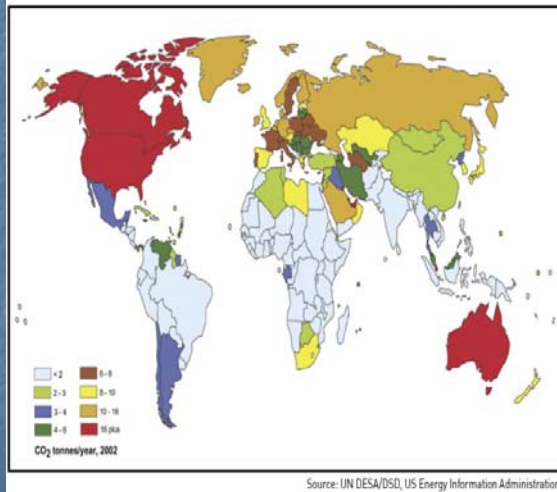 < 2
2 - 3
3 - 4
4 - 6
6 - 8
8 - 10
10 - 16
16 plus
CO2 tonnes/year, 2002
Source: UN DESA/DSD, US Energy Information Administration